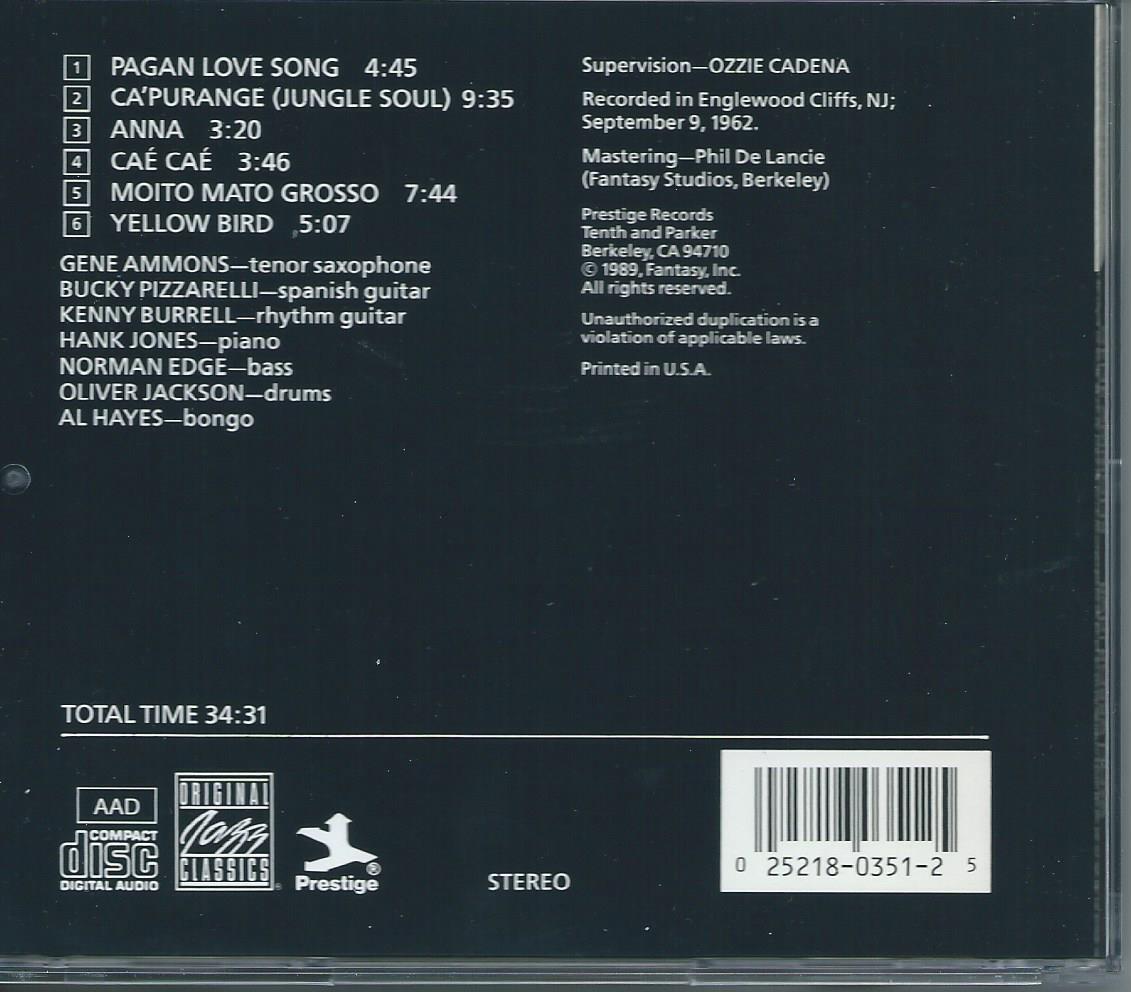 1 PAGAN LOVE SONG 4:45
2 CA'PURANGE (JUNGLE SOUL) 9:35
3 ANNA 3:20
4 CAÉ CAÉ 3:46
5 MOITO MATO GROSSO 7:44
6 YELLOW BIRD 5:07
GENE AMMONS—tenor saxophone
BUCKY PIZZARELLI—spanish guitar
KENNY BURRELL—rhythm guitar
HANK JONES—piano
NORMAN EDGE—bass
OLIVER JACKSON—drums
AL HAYES—bongo
Supervision—OZZIE CADENA
Recorded in Englewood Cliffs, NJ;
September 9, 1962.
Mastering—Phil De Lancie
(Fantasy Studios, Berkeley)
Prestige Records
Tenth and Parker
Berkeley, CA 94710
© 1989, Fantasy, Inc.
All rights reserved.
Unauthorized duplication is a
violation of applicable laws.
Printed in U.S.A.
TOTAL TIME 34:31
AAD
COMPACT
disc
DIGITAL AUDIO
ORIGINAL
Jazz
CLASSICS
Prestige®
STEREO
0 25218-0351-2 5